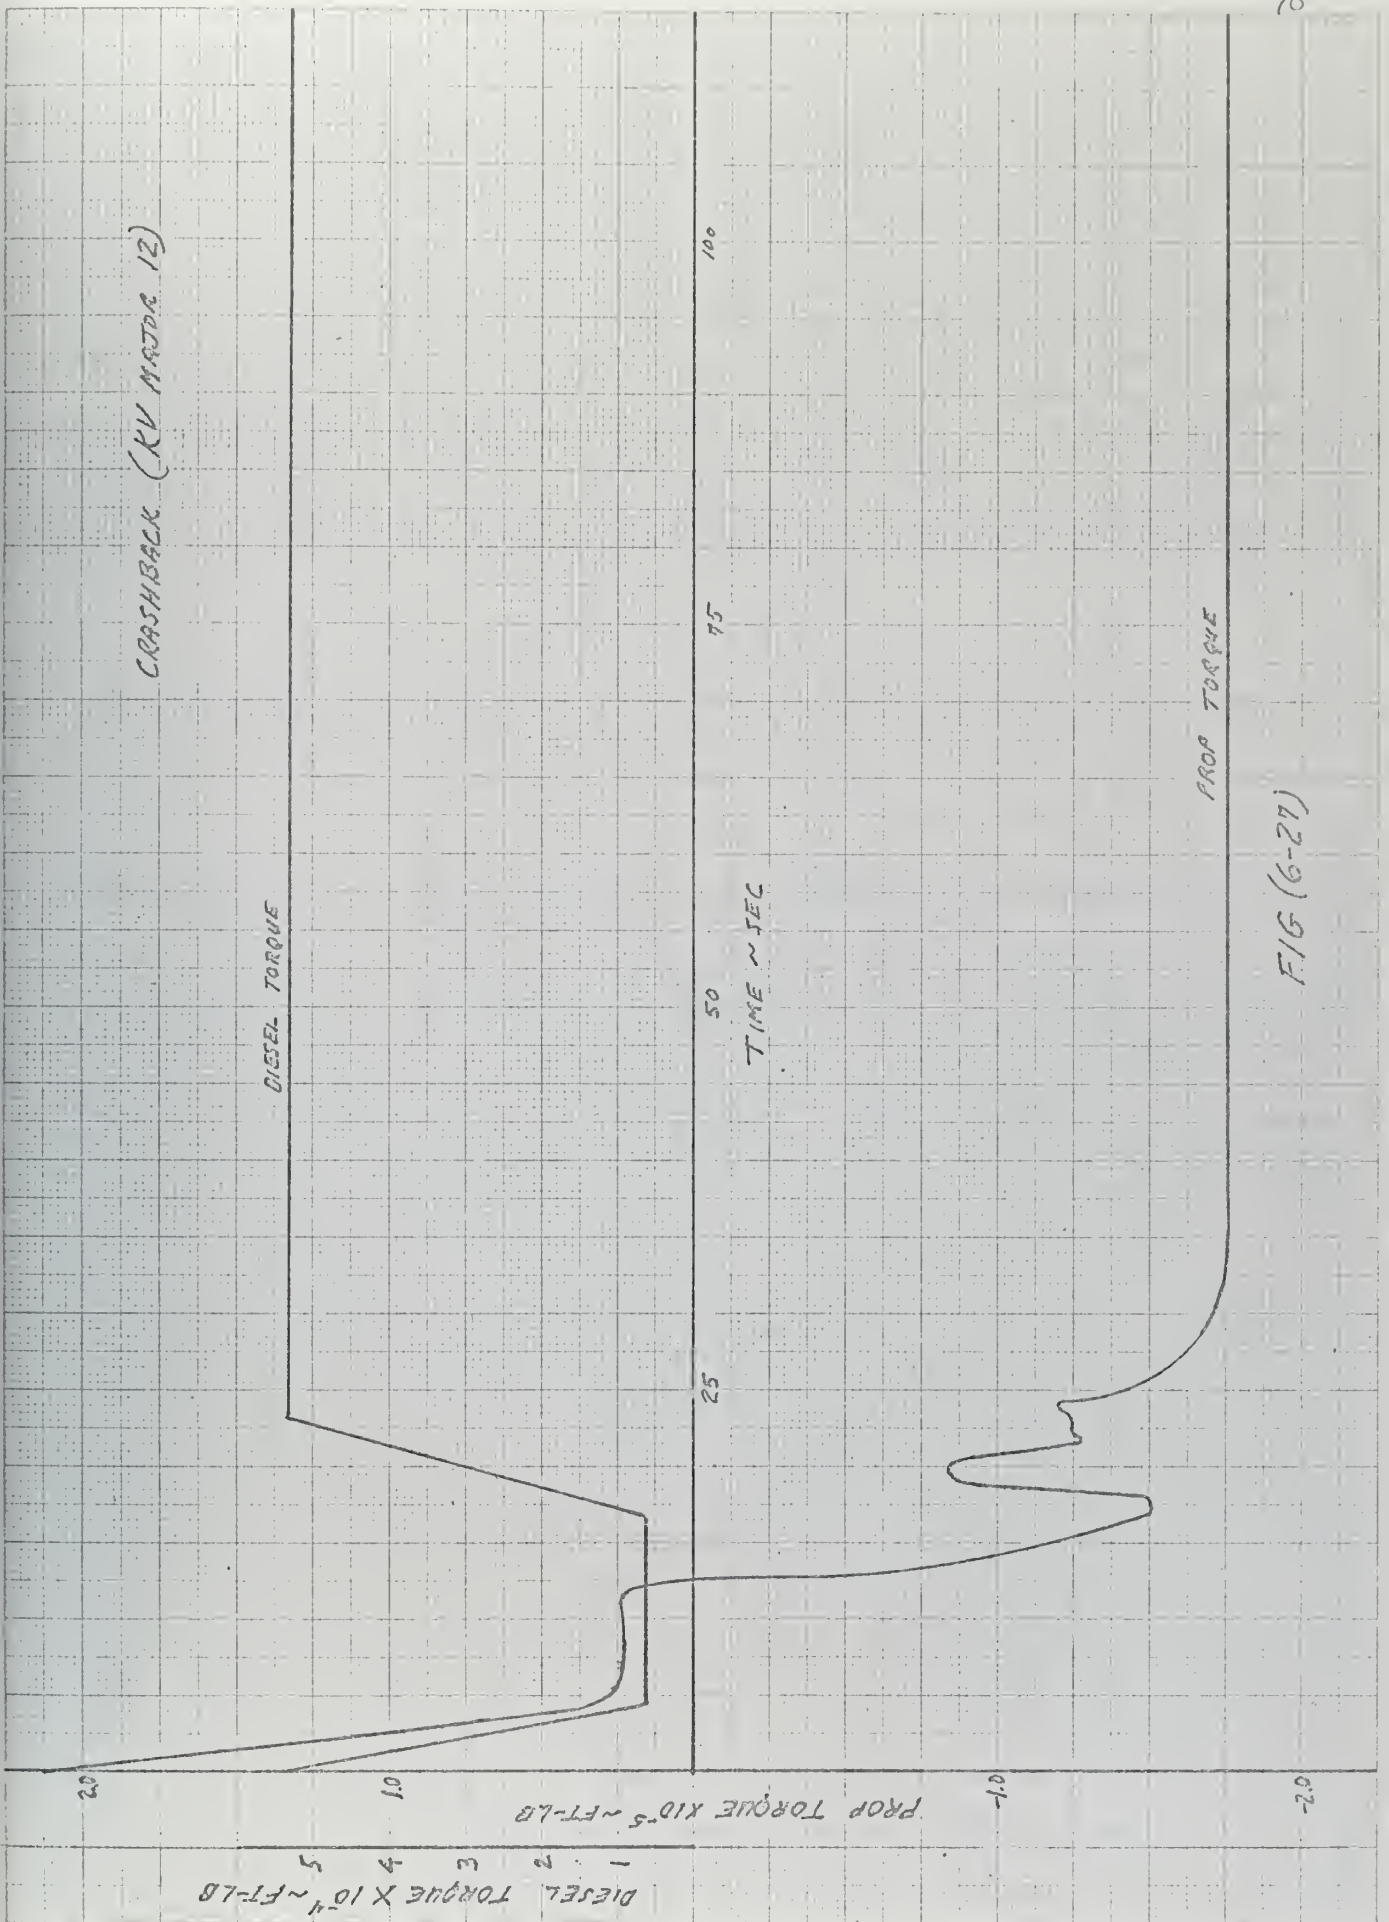 CRASHBACK (KV MAJOR 12)
DIESEL TORQUE
DIESEL TORQUE X 10⁻⁴ ~ FT-LB
5
4
3
2
1
PROP TORQUE X10⁻⁵ ~ FT-LB
2.0
1.0
-1.0
-2.0
25
50
75
100
TIME ~ SEC
PROP TORQUE
FIG (6-27)